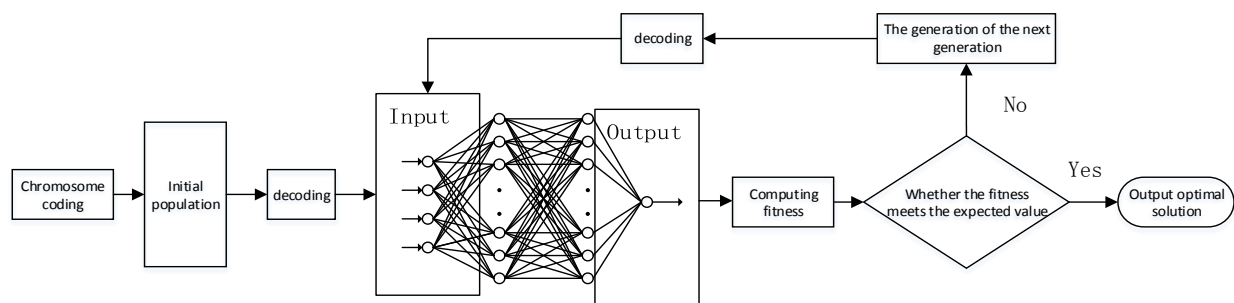 Chromosome
coding
Initial
population
decoding
Input
Output
Computing
fitness
Whether the fitness
meets the expected value
Yes
Output optimal
solution
No
The generation of the next
generation
decoding